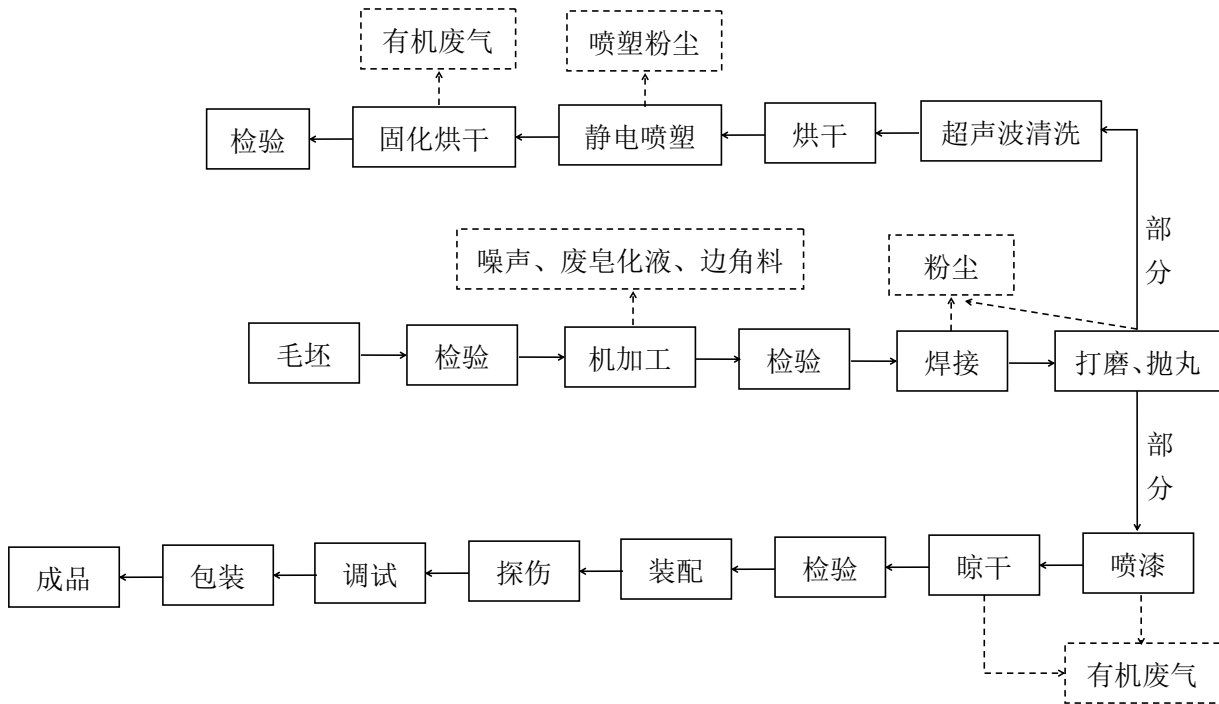 有机废气
喷塑粉尘
检验
固化烘干
静电喷塑
烘干
超声波清洗
部
分
噪声、废皂化液、边角料
粉尘
毛坯
检验
机加工
检验
焊接
打磨、抛丸
部
分
成品
包装
调试
探伤
装配
检验
晾干
喷漆
有机废气